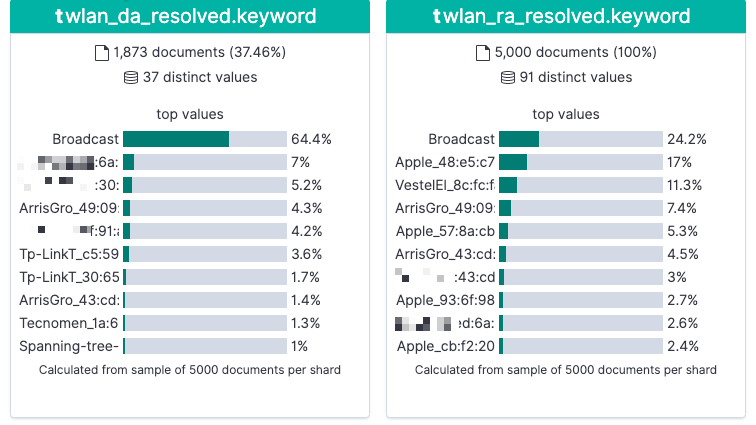 t wlan_da_resolved.keyword
1,873 documents (37.46%)
37 distinct values
top values
Broadcast 64.4%
:6a: 7%
:30: 5.2%
ArrisGro_49:09: 4.3%
f:91: 4.2%
Tp-LinkT_c5:59 3.6%
Tp-LinkT_30:65 1.7%
ArrisGro_43:cd: 1.4%
Tecnomen_1a:6 1.3%
Spanning-tree- 1%
Calculated from sample of 5000 documents per shard
t wlan_ra_resolved.keyword
5,000 documents (100%)
91 distinct values
top values
Broadcast 24.2%
Apple_48:e5:c7 17%
VestelEl_8c:fc:f 11.3%
ArrisGro_49:09: 7.4%
Apple_57:8a:cb 5.3%
ArrisGro_43:cd: 4.5%
:43:cd 3%
Apple_93:6f:98 2.7%
ed:6a: 2.6%
Apple_cb:f2:20 2.4%
Calculated from sample of 5000 documents per shard